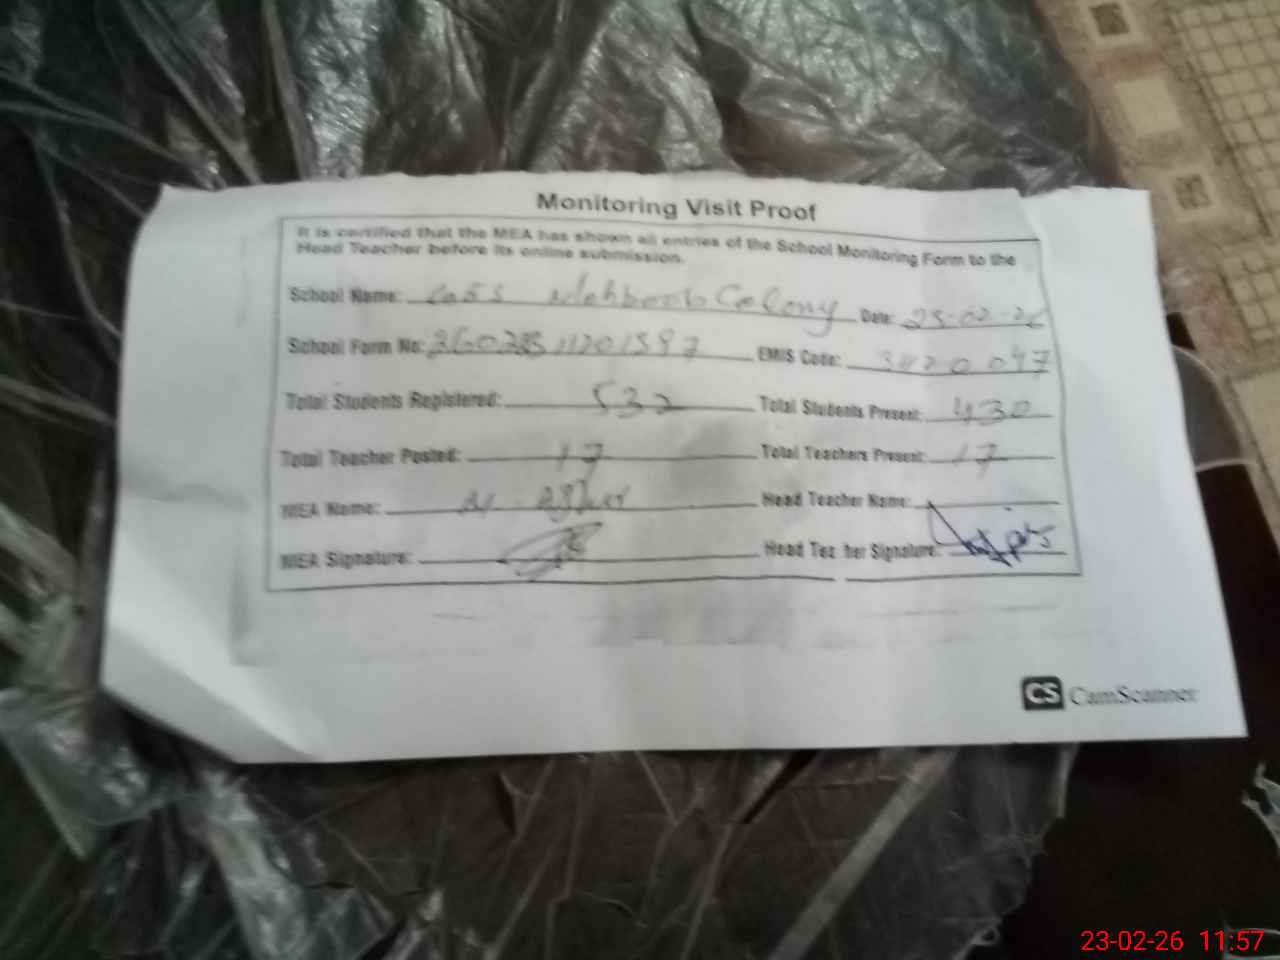 Monitoring Visit Proof
It is certified that the MEA has shown all entries of the School Monitoring Form to the
Head Teacher before its online submission.
School Name: Mehboob Colony Date: 23-02-26
School Form No: EMIS Code:
Total Students Registered: 532 Total Students Present: 430
Total Teacher Posted: 17 Total Teachers Present: 17
MEA Name: Head Teacher Name:
MEA Signature: Head Teacher Signature:
CS CamScanner
23-02-26 11:57